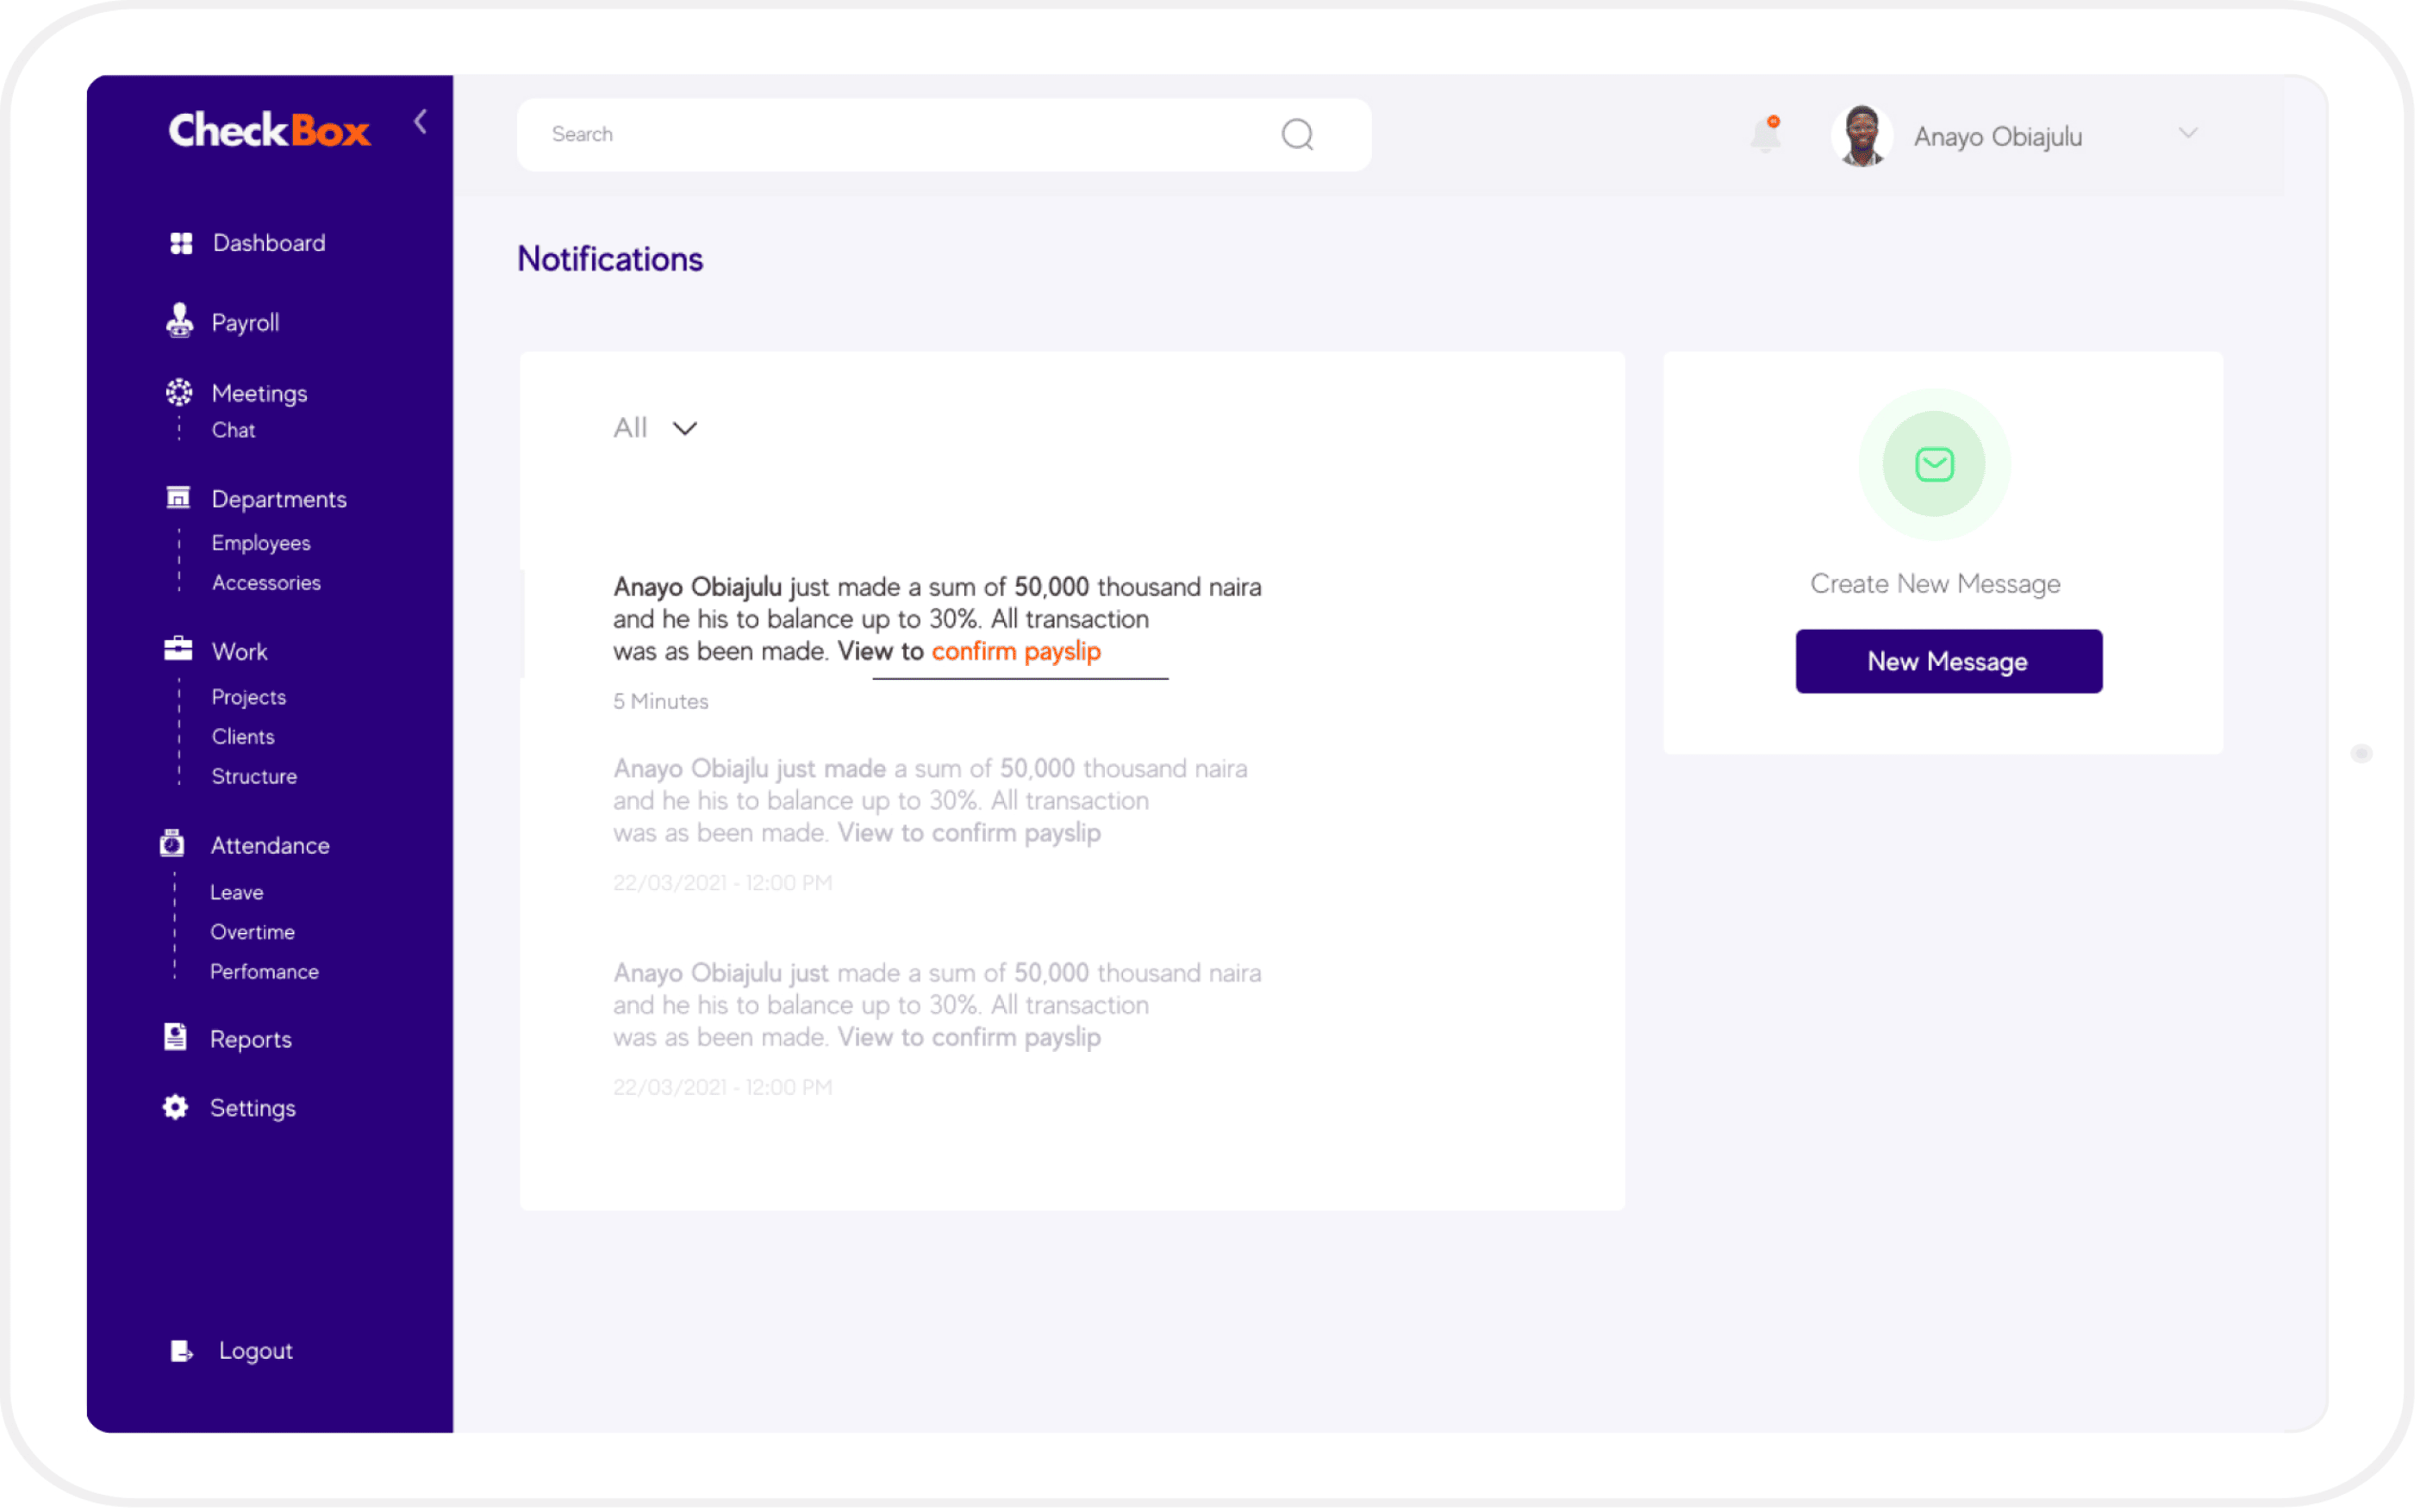 CheckBox
Search
Anayo Obiajulu
Dashboard
Payroll
Meetings
Chat
Departments
Employees
Accessories
Work
Projects
Clients
Structure
Attendance
Leave
Overtime
Perfomance
Reports
Settings
Logout
Notifications
All
Anayo Obiajulu just made a sum of 50,000 thousand naira
and he his to balance up to 30%. All transaction
was as been made. View to confirm payslip
5 Minutes
Anayo Obiajlu just made a sum of 50,000 thousand naira
and he his to balance up to 30%. All transaction
was as been made. View to confirm payslip
22/03/2021 - 12:00 PM
Anayo Obiajulu just made a sum of 50,000 thousand naira
and he his to balance up to 30%. All transaction
was as been made. View to confirm payslip
22/03/2021 - 12:00 PM
Create New Message
New Message